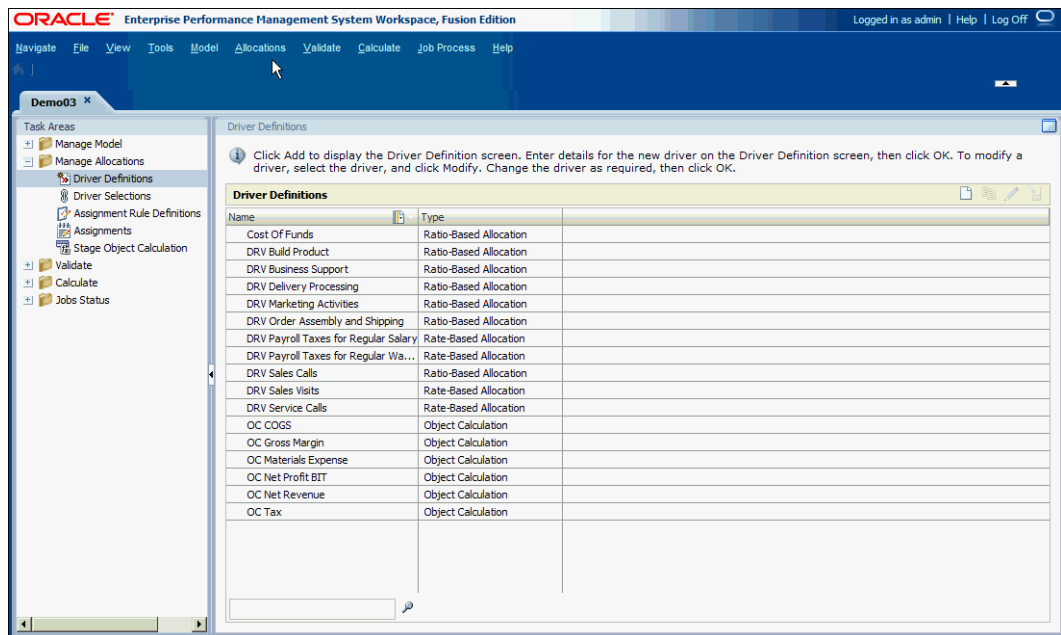 ORACLE Enterprise Performance Management System Workspace, Fusion Edition
Logged in as admin | Help | Log Off
Navigate File View Tools Model Allocations Validate Calculate Job Process Help
Demo03 ×
Task Areas
Manage Model
Manage Allocations
Driver Definitions
Driver Selections
Assignment Rule Definitions
Assignments
Stage Object Calculation
Validate
Calculate
Jobs Status
Driver Definitions
Click Add to display the Driver Definition screen. Enter details for the new driver on the Driver Definition screen, then click OK. To modify a
driver, select the driver, and click Modify. Change the driver as required, then click OK.
Driver Definitions
Name Type
Cost Of Funds Ratio-Based Allocation
DRV Build Product Ratio-Based Allocation
DRV Business Support Ratio-Based Allocation
DRV Delivery Processing Ratio-Based Allocation
DRV Marketing Activities Ratio-Based Allocation
DRV Order Assembly and Shipping Ratio-Based Allocation
DRV Payroll Taxes for Regular Salary Rate-Based Allocation
DRV Payroll Taxes for Regular Wa... Rate-Based Allocation
DRV Sales Calls Ratio-Based Allocation
DRV Sales Visits Rate-Based Allocation
DRV Service Calls Rate-Based Allocation
OC COGS Object Calculation
OC Gross Margin Object Calculation
OC Materials Expense Object Calculation
OC Net Profit BIT Object Calculation
OC Net Revenue Object Calculation
OC Tax Object Calculation